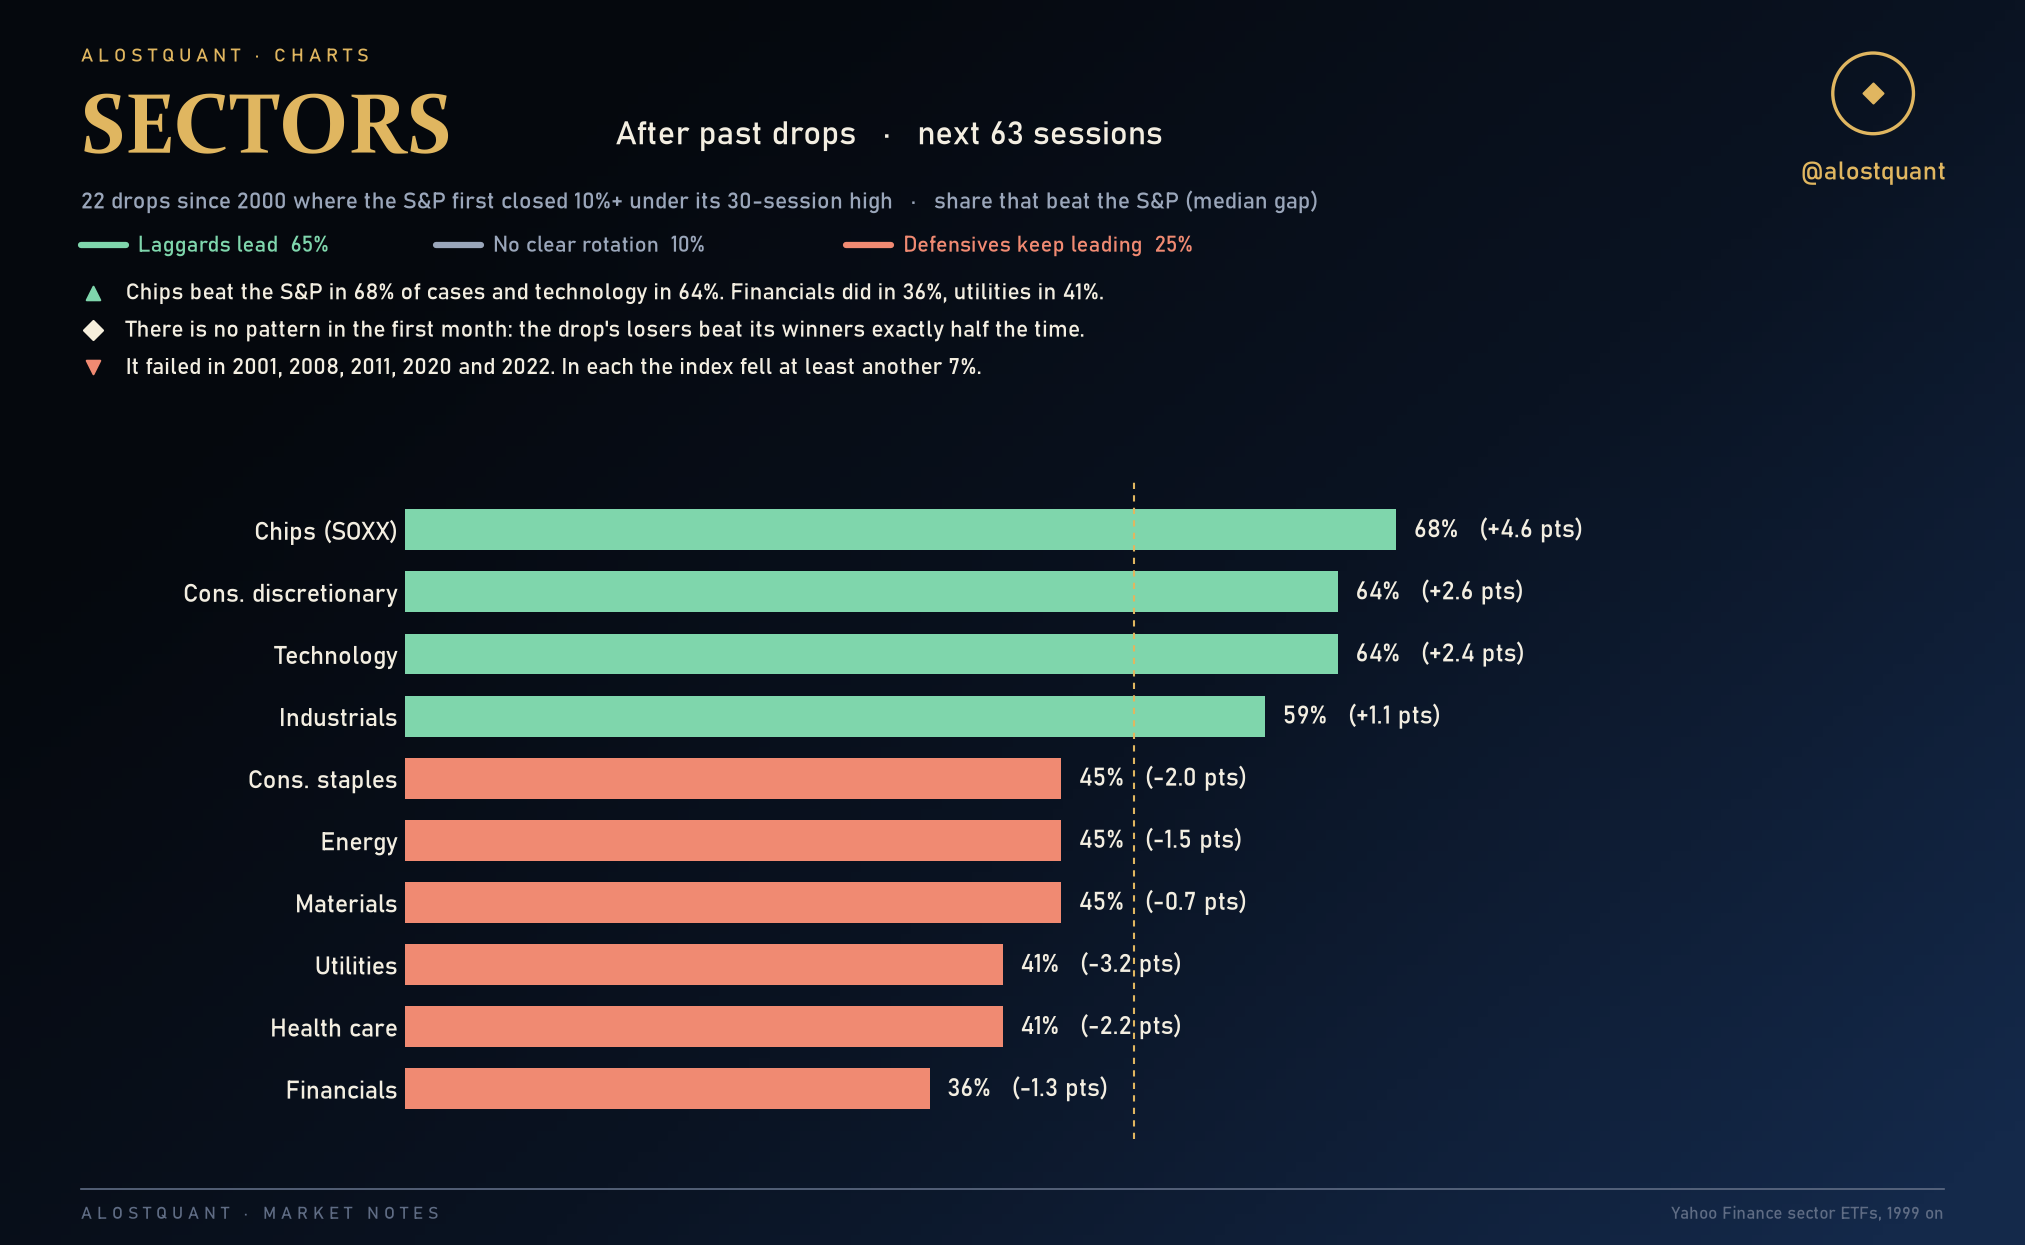 ALOSTQUANT · CHARTS
SECTORS
After past drops · next 63 sessions
@alostquant
22 drops since 2000 where the S&P first closed 10%+ under its 30-session high · share that beat the S&P (median gap)
Laggards lead 65%
No clear rotation 10%
Defensives keep leading 25%
Chips beat the S&P in 68% of cases and technology in 64%. Financials did in 36%, utilities in 41%.
There is no pattern in the first month: the drop's losers beat its winners exactly half the time.
It failed in 2001, 2008, 2011, 2020 and 2022. In each the index fell at least another 7%.
Chips (SOXX) 68% (+4.6 pts)
Cons. discretionary 64% (+2.6 pts)
Technology 64% (+2.4 pts)
Industrials 59% (+1.1 pts)
Cons. staples 45% (-2.0 pts)
Energy 45% (-1.5 pts)
Materials 45% (-0.7 pts)
Utilities 41% (-3.2 pts)
Health care 41% (-2.2 pts)
Financials 36% (-1.3 pts)
ALOSTQUANT · MARKET NOTES
Yahoo Finance sector ETFs, 1999 on